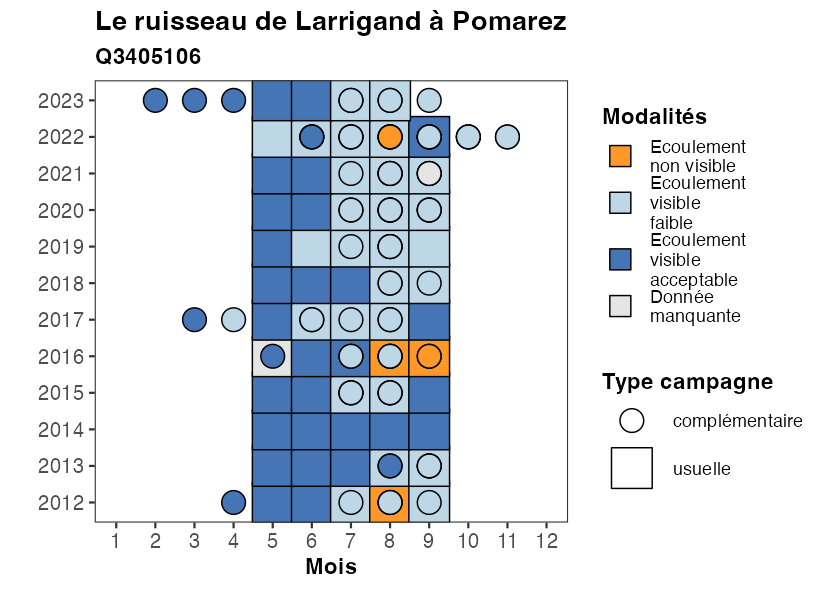 Le ruisseau de Larrigand à Pomarez
Q3405106
2023
2022
2021
2020
2019
2018
2017
2016
2015
2014
2013
2012
1 2 3 4 5 6 7 8 9 10 11 12
Mois
Modalités
Ecoulement
non visible
Ecoulement
visible
faible
Ecoulement
visible
acceptable
Donnée
manquante
Type campagne
complémentaire
usuelle